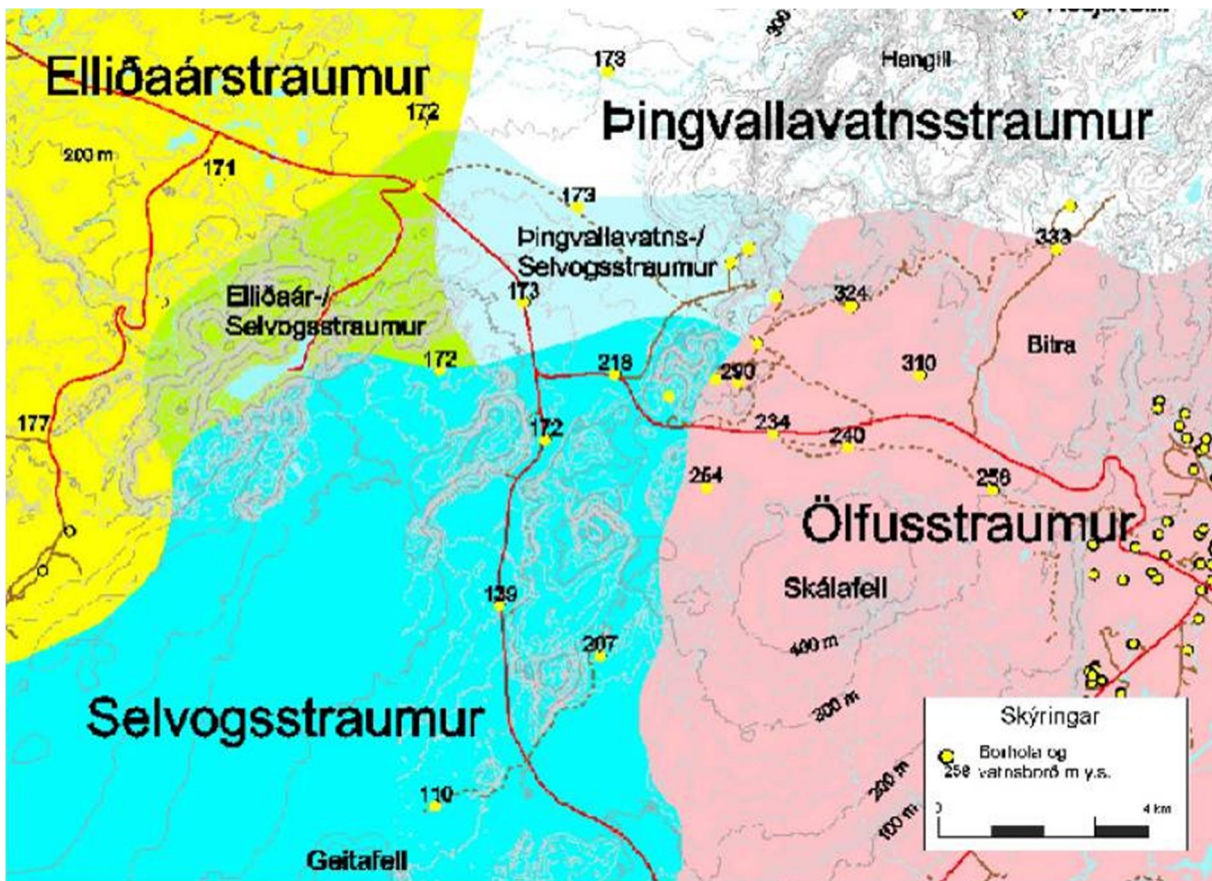 Elliðaárstraumur
172
171
200 m
173
300
Hengill
Þingvallavatnsstraumur
173
Þingvallavatns-/
Selvogsstraumur
173
Elliðaár-/
Selvogsstraumur
172
333
324
218
290
310
Bitra
177
172
234
240
254
258
Ölfusstraumur
Skálafell
400 m
139
207
300 m
Selvogsstraumur
200 m
100 m
110
Geitafell
Skýringar
Borhola og
258 vatnsborð m y.s.
0 4 km